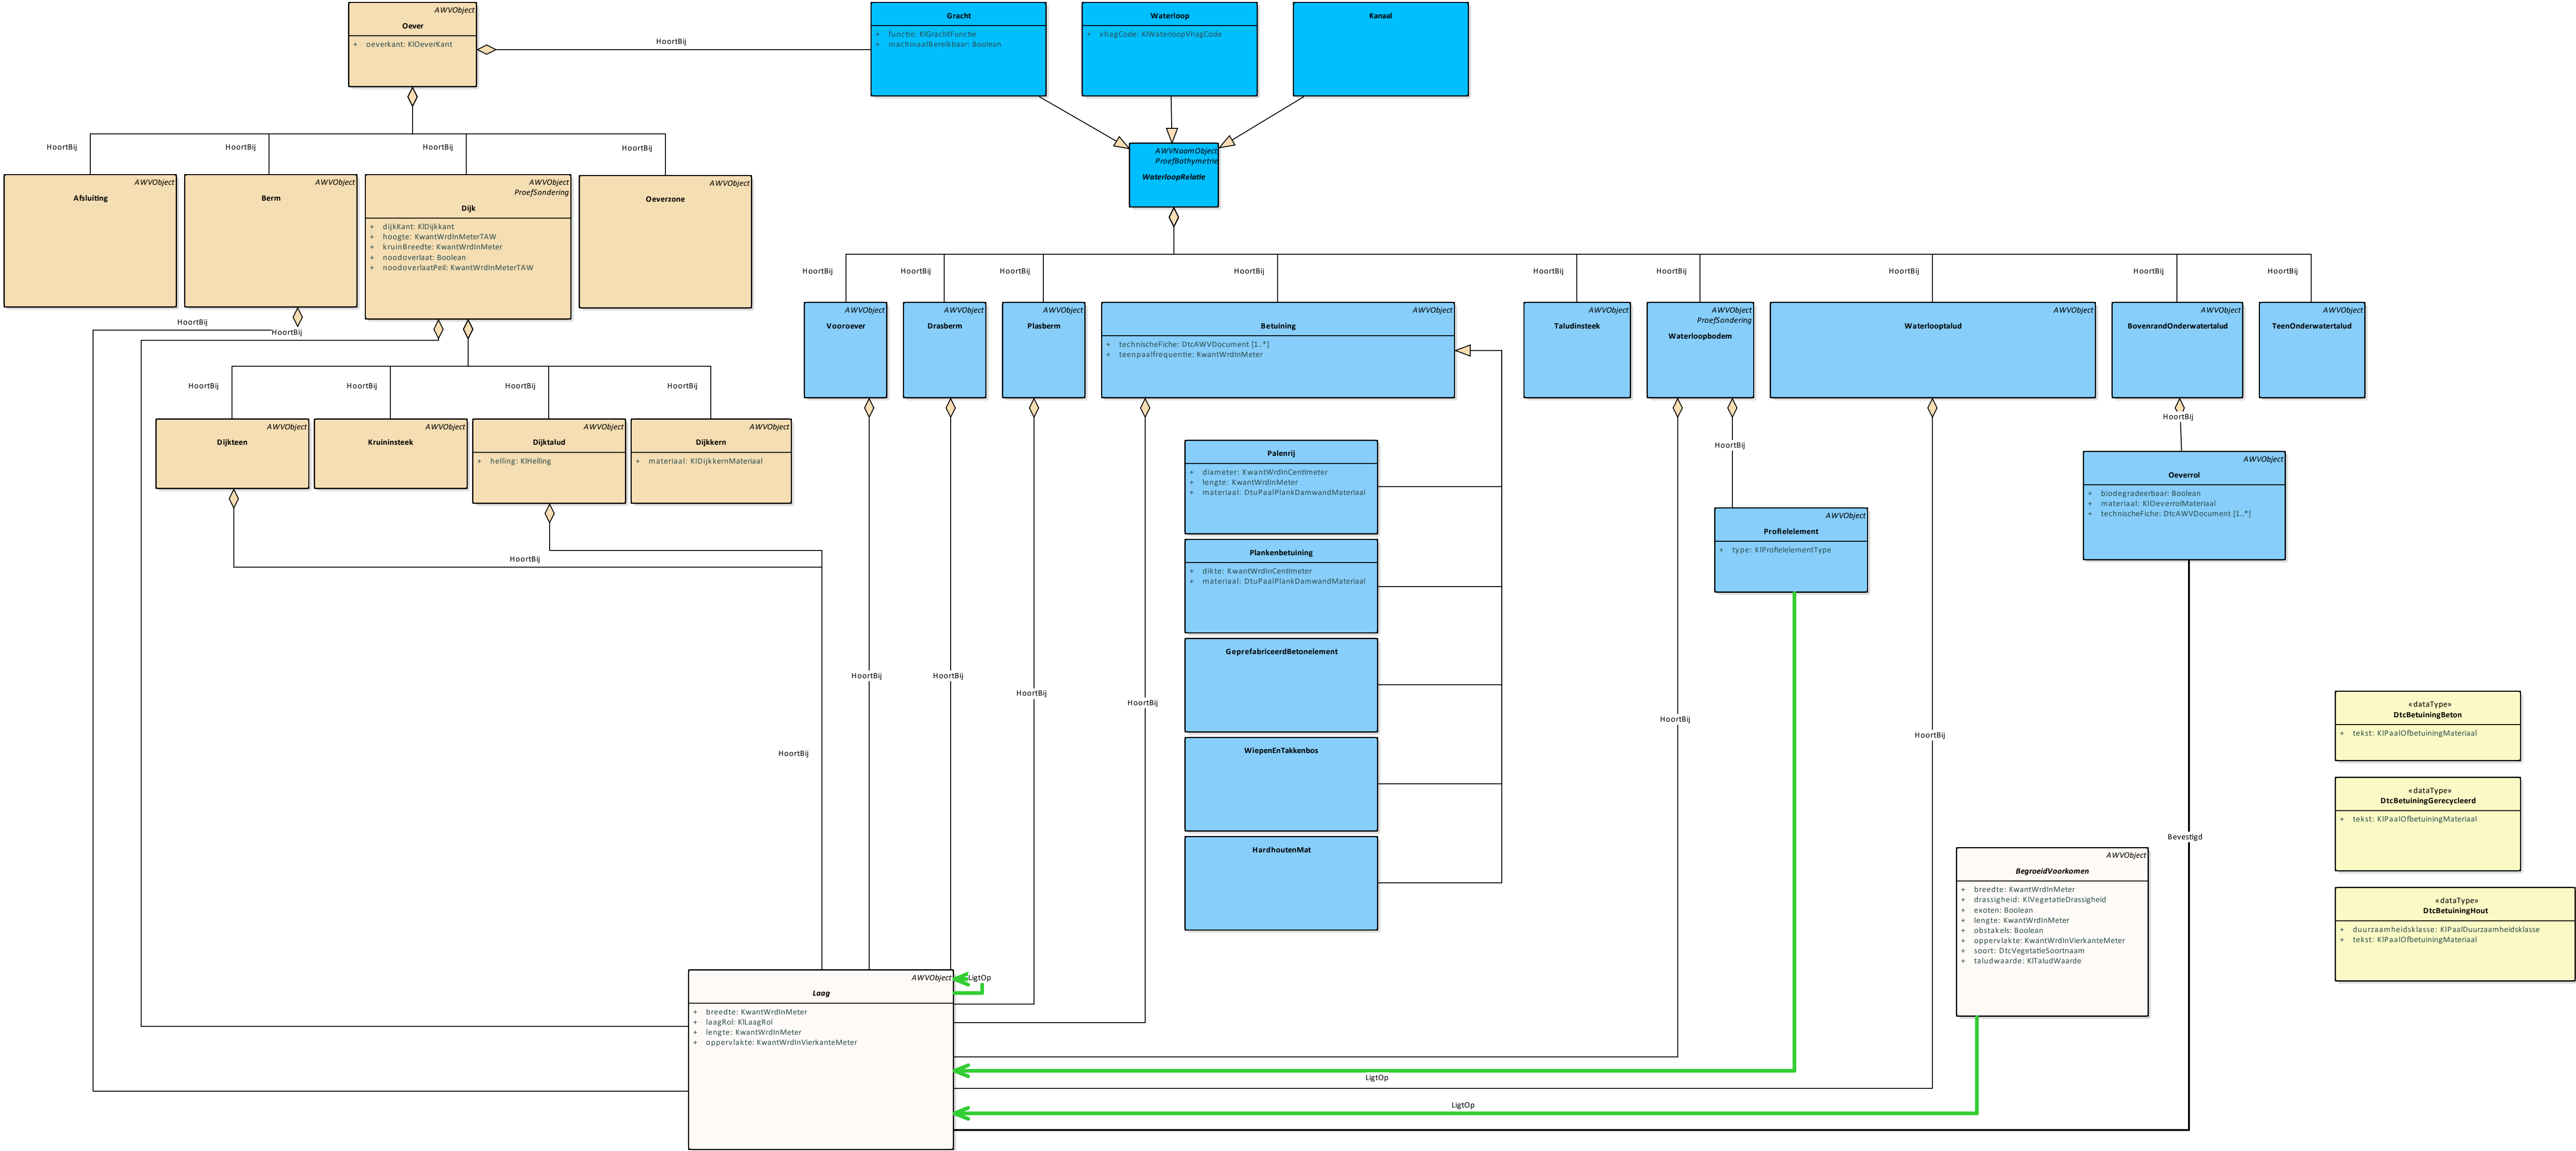 AWVObject
Oever
+ oeverkant: KlOeverKant
HoortBij
Gracht
+ functie: KlGrachtFunctie
+ machinaalBereikbaar: Boolean
Waterloop
+ vhagCode: KlWaterloopVhagCode
Kanaal
AWVNaamObject
ProefBathymetrie
WaterloopRelatie
HoortBij
HoortBij
HoortBij
HoortBij
AWVObject
Afsluiting
AWVObject
Berm
AWVObject
ProefSondering
Dijk
+ dijkKant: KlDijkkant
+ hoogte: KwantWrdInMeterTAW
+ kruinBreedte: KwantWrdInMeter
+ noodoverlaat: Boolean
+ noodoverlaatPeil: KwantWrdInMeterTAW
AWVObject
Oeverzone
HoortBij
HoortBij
HoortBij
HoortBij
HoortBij
HoortBij
HoortBij
HoortBij
HoortBij
AWVObject
Vooroever
AWVObject
Drasberm
AWVObject
Plasberm
AWVObject
Betuining
+ technischeFiche: DtcAWVDocument [1..*]
+ teenpaalfrequentie: KwantWrdInMeter
AWVObject
Taludinsteek
AWVObject
ProefSondering
Waterloopbodem
AWVObject
Waterlooptalud
AWVObject
BovenrandOnderwatertalud
AWVObject
TeenOnderwatertalud
HoortBij
HoortBij
HoortBij
HoortBij
HoortBij
HoortBij
AWVObject
Dijkteen
AWVObject
Kruininsteek
AWVObject
Dijktalud
+ helling: KlHelling
AWVObject
Dijkkern
+ materiaal: KlDijkkernMateriaal
HoortBij
HoortBij
Palenrij
+ diameter: KwantWrdInCentimeter
+ lengte: KwantWrdInMeter
+ materiaal: DtuPaalPlankDamwandMateriaal
AWVObject
Oeverrol
+ biodegradeerbaar: Boolean
+ materiaal: KlOeverrolMateriaal
+ technischeFiche: DtcAWVDocument [1..*]
AWVObject
Profielelement
+ type: KlProfielelementType
Plankenbetuining
+ dikte: KwantWrdInCentimeter
+ materiaal: DtuPaalPlankDamwandMateriaal
HoortBij
GeprefabriceerdBetonelement
HoortBij
HoortBij
HoortBij
HoortBij
HoortBij
HoortBij
HoortBij
WiepenEnTakkenbos
«dataType»
DtcBetuiningBeton
+ tekst: KlPaalOfbetuiningMateriaal
«dataType»
DtcBetuiningGerecycleerd
+ tekst: KlPaalOfbetuiningMateriaal
Bevestigd
HardhoutenMat
AWVObject
BegroeidVoorkomen
+ breedte: KwantWrdInMeter
+ drassigheid: KlVegetatieDrassigheid
+ exoten: Boolean
+ lengte: KwantWrdInMeter
+ obstakels: Boolean
+ oppervlakte: KwantWrdInVierkanteMeter
+ soort: DtcVegetatieSoortnaam
+ taludwaarde: KlTaludWaarde
«dataType»
DtcBetuiningHout
+ duurzaamheidsklasse: KlPaalDuurzaamheidsklasse
+ tekst: KlPaalOfbetuiningMateriaal
AWVObject
Laag
+ breedte: KwantWrdInMeter
+ laagRol: KlLaagRol
+ lengte: KwantWrdInMeter
+ oppervlakte: KwantWrdInVierkanteMeter
LigtOp
LigtOp
LigtOp